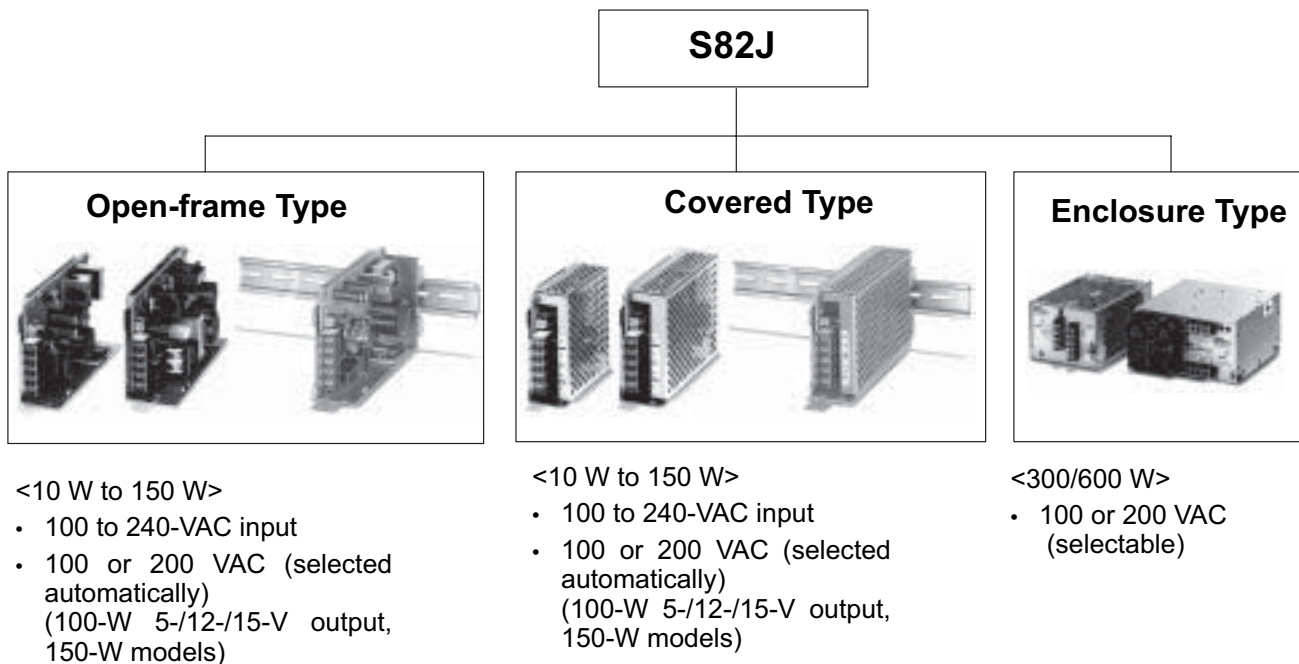 S82J
Open-frame Type
<10 W to 150 W>
• 100 to 240-VAC input
• 100 or 200 VAC (selected
automatically)
(100-W 5-/12-/15-V output,
150-W models)
Covered Type
<10 W to 150 W>
• 100 to 240-VAC input
• 100 or 200 VAC (selected
automatically)
(100-W 5-/12-/15-V output,
150-W models)
Enclosure Type
<300/600 W>
• 100 or 200 VAC
(selectable)